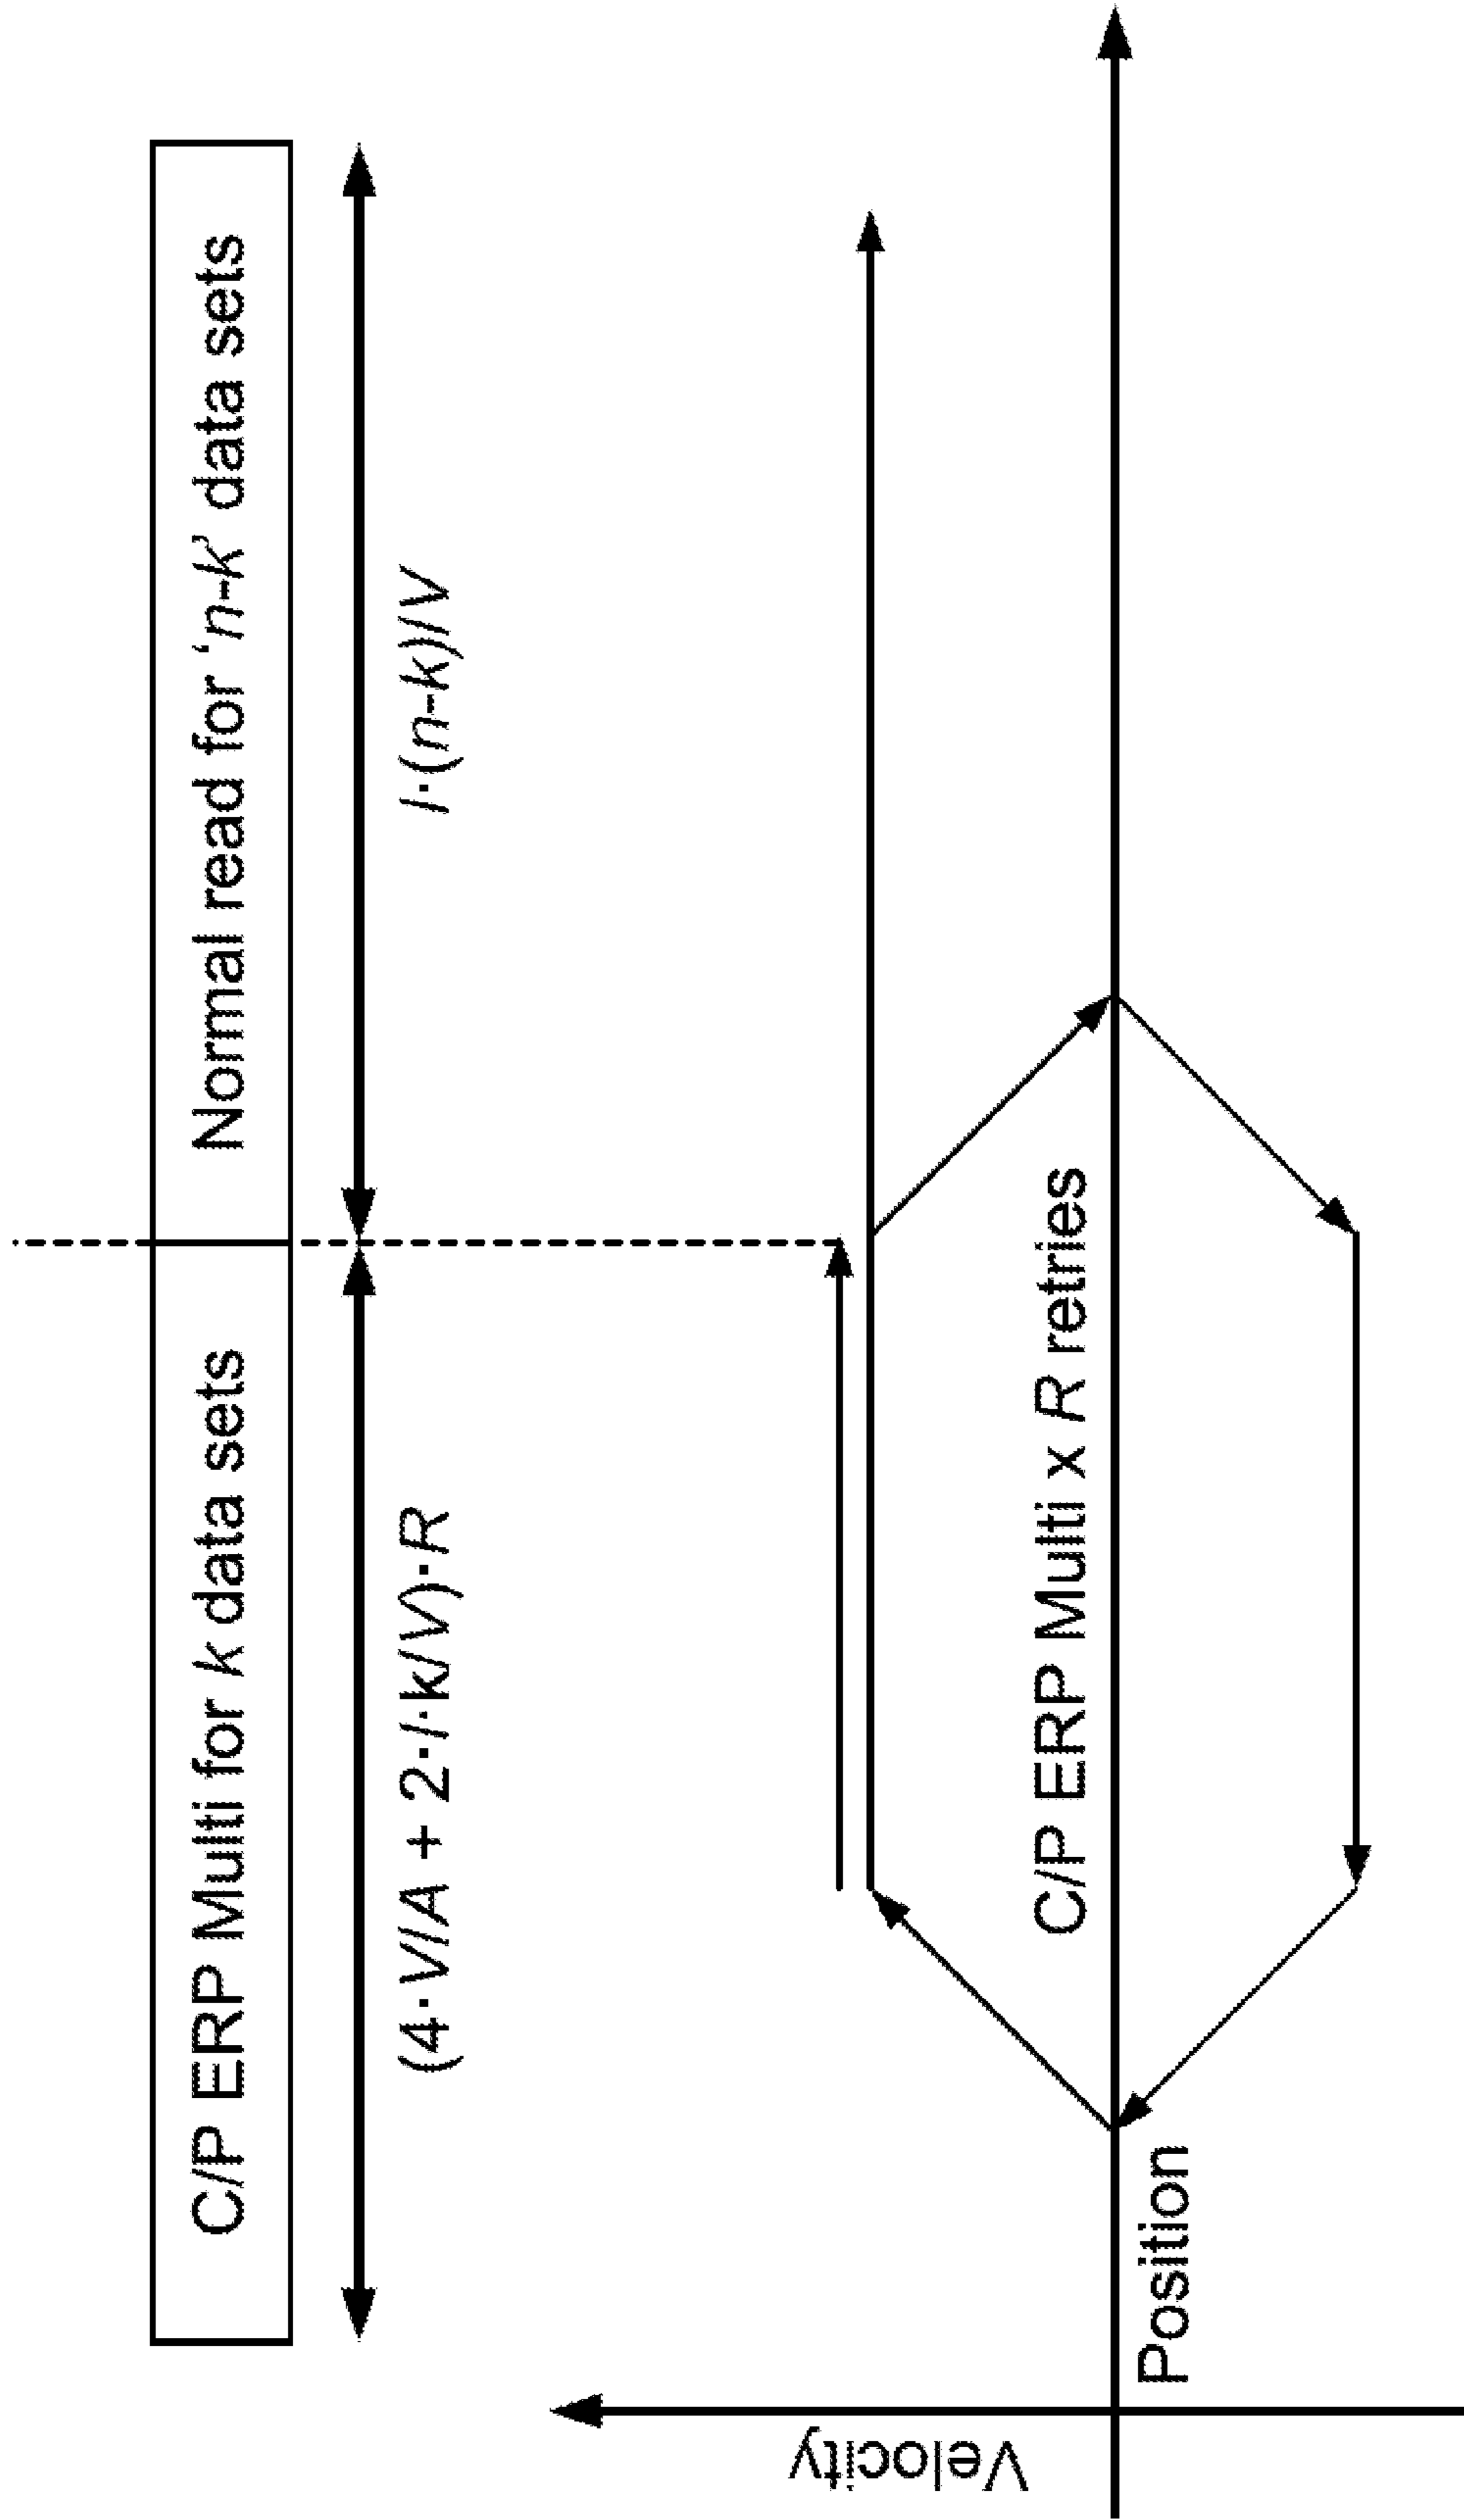 C/P ERP Multi for k data sets
Normal read for ‘n-k’ data sets
(4·V/A + 2·l·k/V)·R
l·(n-k)/V
Velocity
C/P ERP Multi x R retries
Position